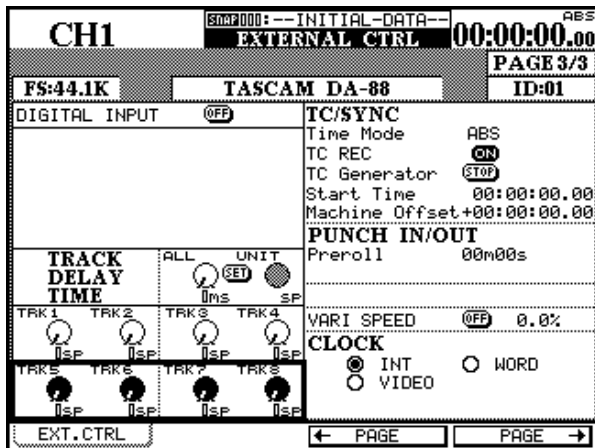 CH1
SNAP000: --INITIAL-DATA--
EXTERNAL CTRL
ABS
00:00:00.00
PAGE 3/3
FS:44.1K
TASCAM DA-88
ID:01
DIGITAL INPUT OFF
TRACK DELAY TIME
ALL UNIT
SET
0ms SP
TRK1 TRK2 TRK3 TRK4
0SP 0SP 0SP 0SP
TRK5 TRK6 TRK7 TRK8
0SP 0SP 0SP 0SP
TC/SYNC
Time Mode ABS
TC REC ON
TC Generator STOP
Start Time 00:00:00.00
Machine Offset+00:00:00.00
PUNCH IN/OUT
Preroll 00m00s
VARI SPEED OFF 0.0%
CLOCK
INT WORD
VIDEO
EXT.CTRL
← PAGE
PAGE →